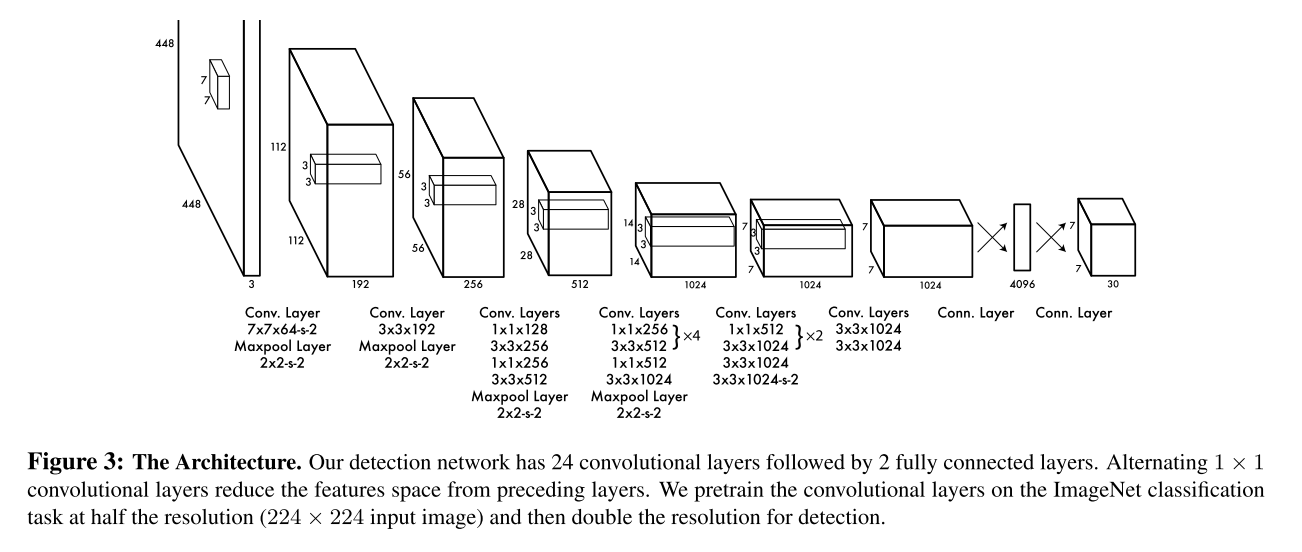 448
7
7
448
3
112
3
3
112
192
56
3
3
56
256
28
3
3
28
512
14
3
3
14
1024
7
3
3
7
1024
7
7
1024
4096
7
7
30
Conv. Layer
7x7x64-s-2
Maxpool Layer
2x2-s-2
Conv. Layer
3x3x192
Maxpool Layer
2x2-s-2
Conv. Layers
1x1x128
3x3x256
1x1x256
3x3x512
Maxpool Layer
2x2-s-2
Conv. Layers
1x1x256
3x3x512
}×4
1x1x512
3x3x1024
Maxpool Layer
2x2-s-2
Conv. Layers
1x1x512
3x3x1024
}×2
3x3x1024
3x3x1024-s-2
Conv. Layers
3x3x1024
3x3x1024
Conn. Layer
Conn. Layer
Figure 3: The Architecture. Our detection network has 24 convolutional layers followed by 2 fully connected layers. Alternating 1 × 1
convolutional layers reduce the features space from preceding layers. We pretrain the convolutional layers on the ImageNet classification
task at half the resolution (224 × 224 input image) and then double the resolution for detection.